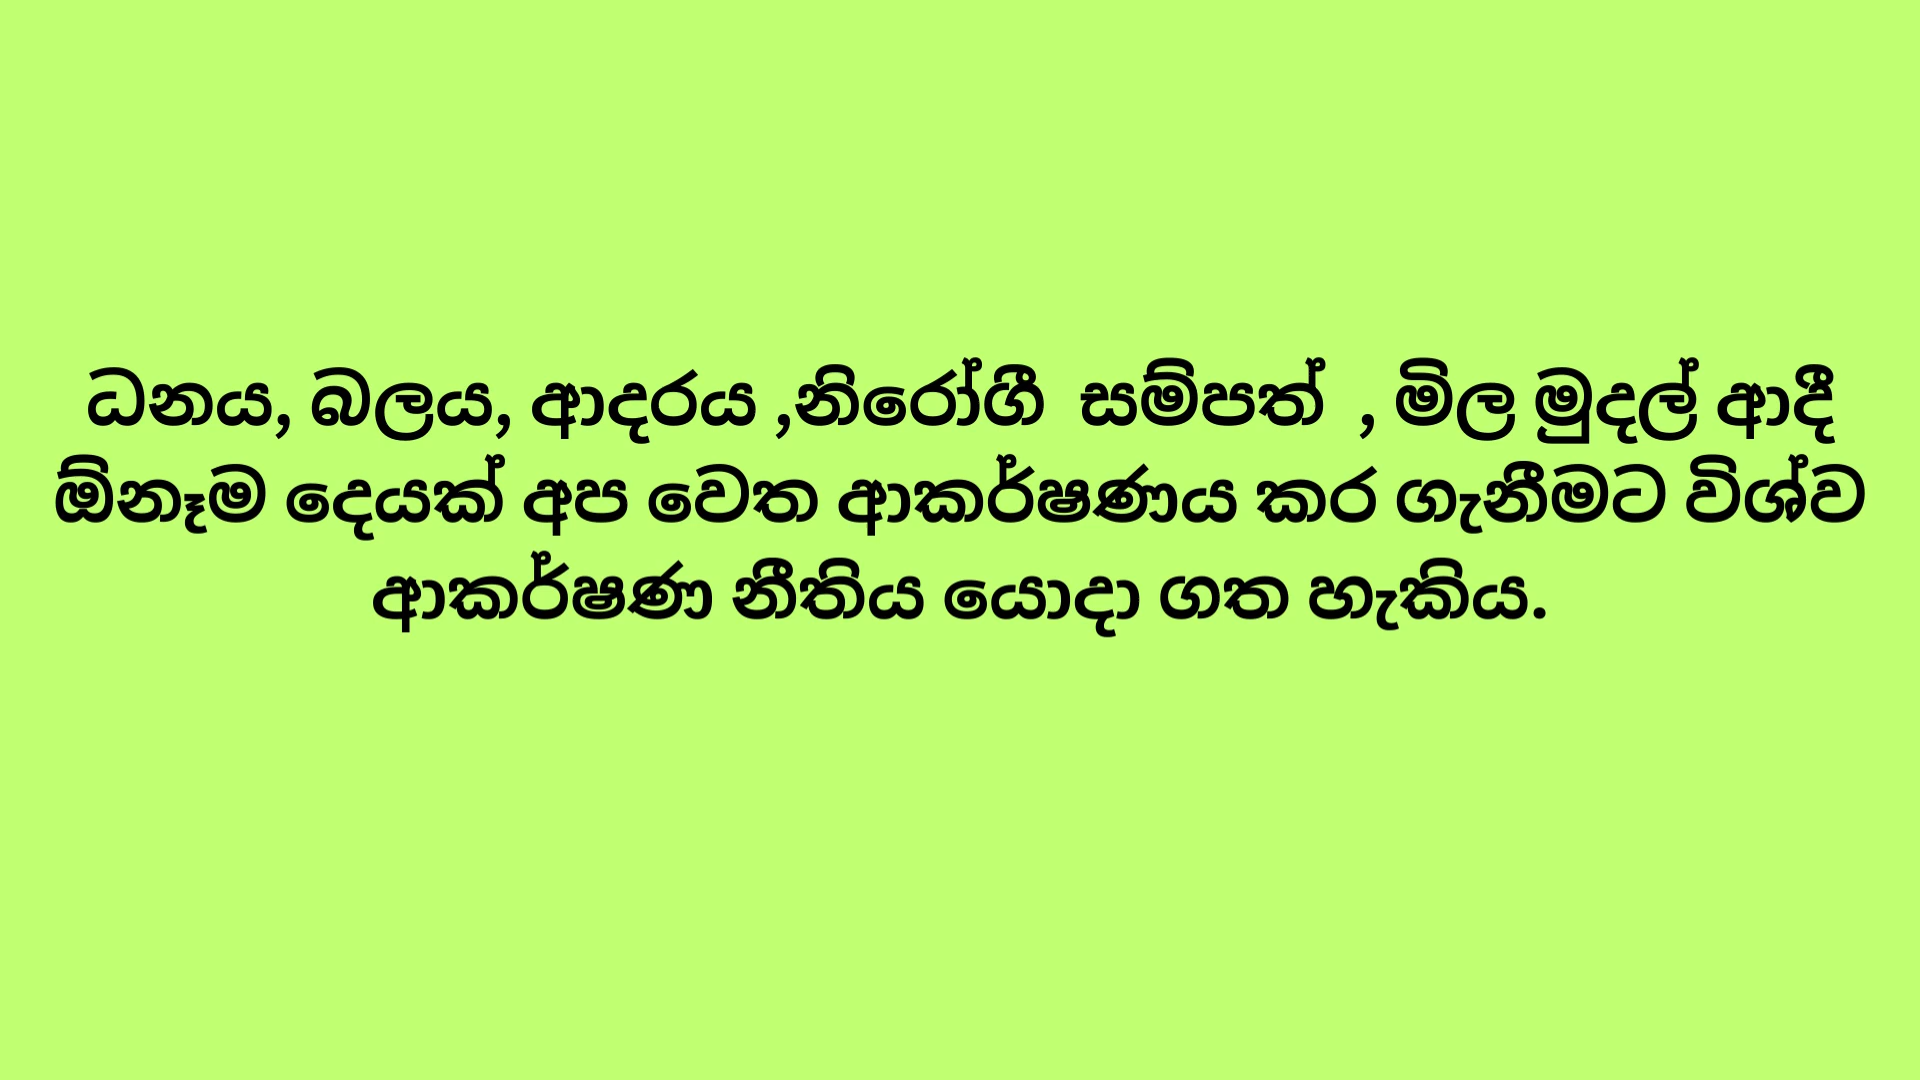 ධනය, බලය, ආදරය ,නිරෝගී  සම්පත්  , මිල මුදල් ආදී
ඕනෑම දෙයක් අප වෙත ආකර්ෂණය කර ගැනීමට විශ්ව
ආකර්ෂණ නීතිය යොදා ගත හැකිය.